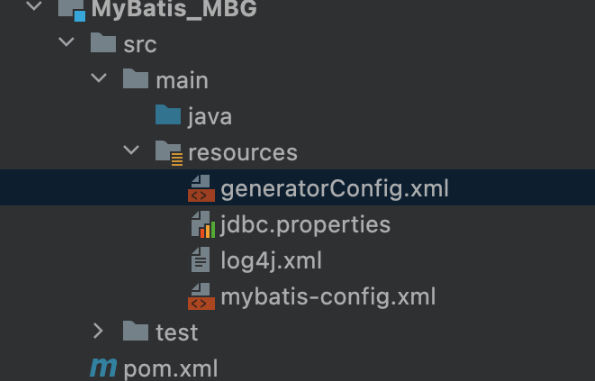 MyBatis_MBG
src
main
java
resources
generatorConfig.xml
jdbc.properties
log4j.xml
mybatis-config.xml
test
pom.xml